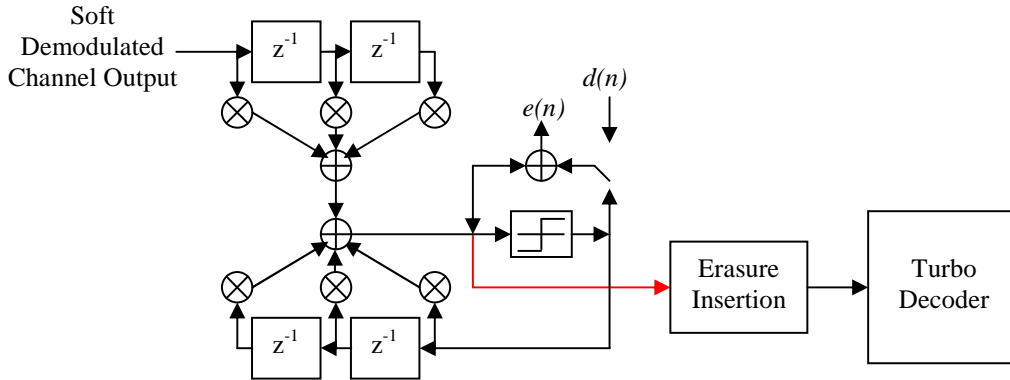 Soft
Demodulated
Channel Output
z⁻¹
z⁻¹
e(n)
d(n)
Erasure
Insertion
Turbo
Decoder
z⁻¹
z⁻¹